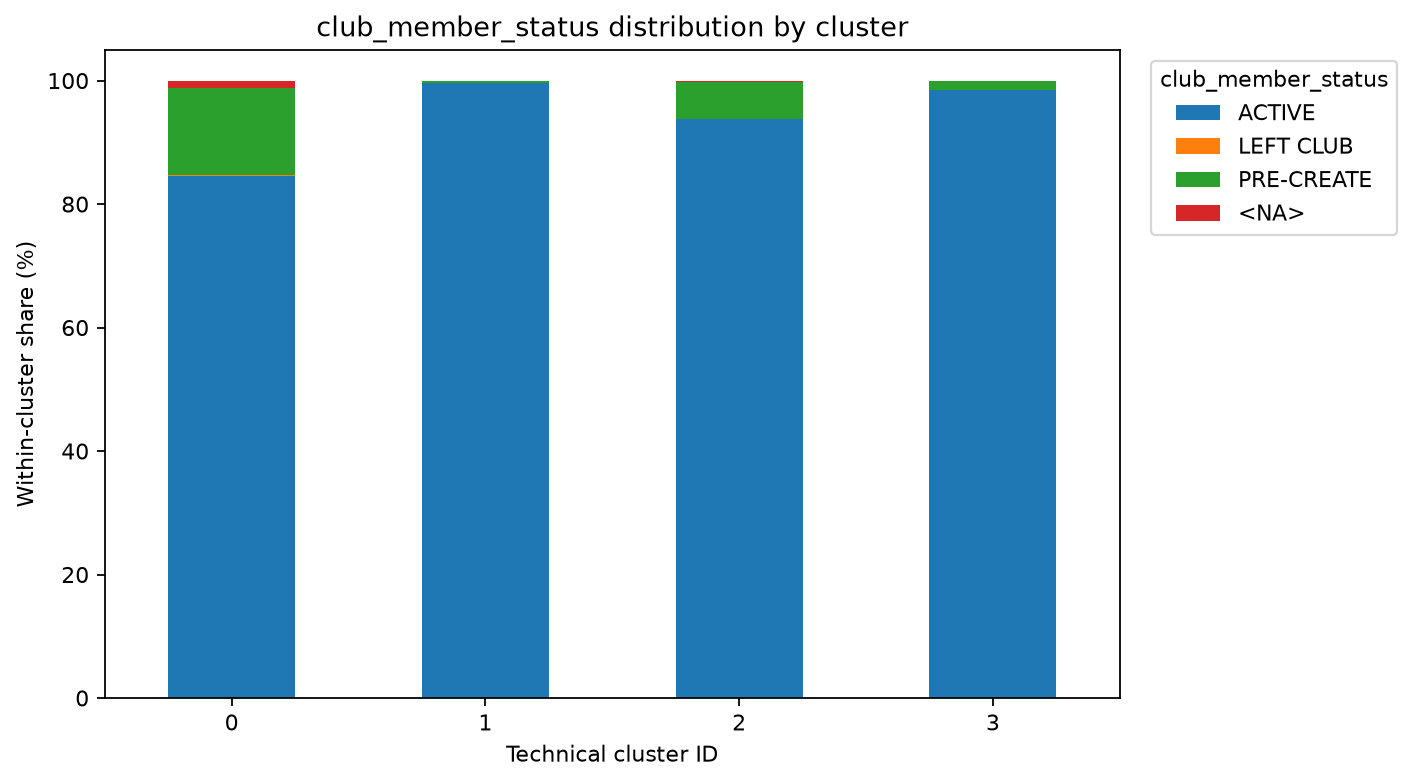 club_member_status distribution by cluster
club_member_status
ACTIVE
LEFT CLUB
PRE-CREATE
<NA>
Within-cluster share (%)
100
80
60
40
20
0
0 1 2 3
Technical cluster ID